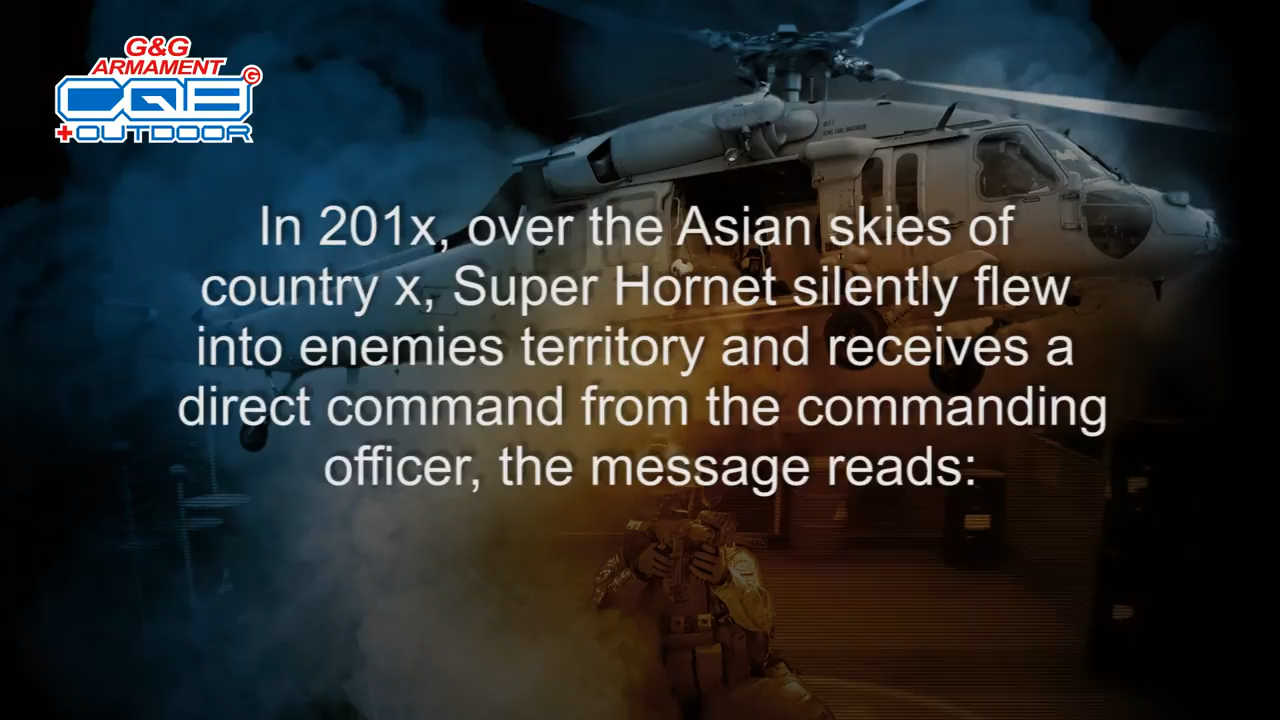 G&G
ARMAMENT
CQB G
+OUTDOOR
In 201x, over the Asian skies of
country x, Super Hornet silently flew
into enemies territory and receives a
direct command from the commanding
officer, the message reads: